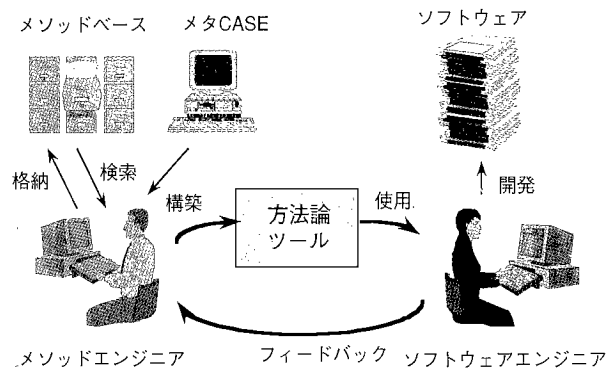 メソッドベース
メタCASE
ソフトウェア
格納
検索
構築
方法論
ツール
使用
開発
フィードバック
メソッドエンジニア
ソフトウェアエンジニア